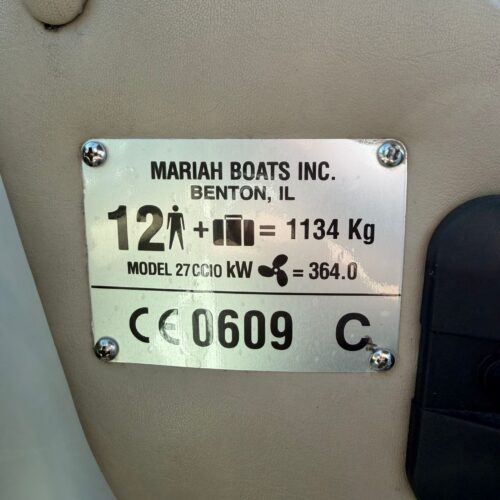 MARIAH BOATS INC.
BENTON, IL
12 + = 1134 Kg
MODEL 27CC10 kW = 364.0
CE 0609 C